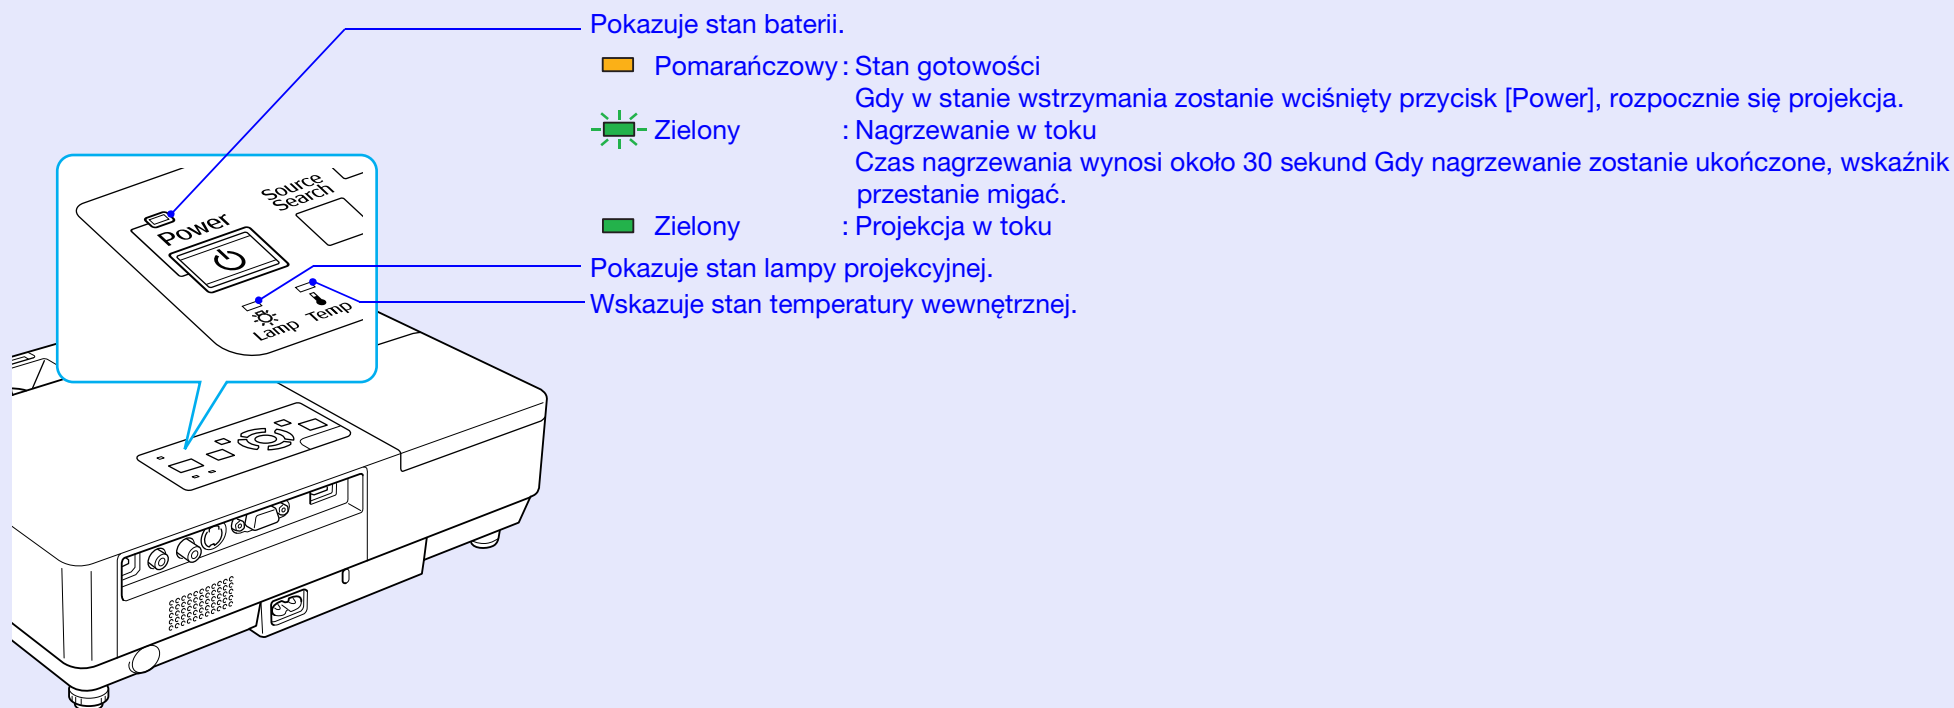 Pokazuje stan baterii.
Pomarańczowy : Stan gotowości
Gdy w stanie wstrzymania zostanie wciśnięty przycisk [Power], rozpocznie się projekcja.
Zielony : Nagrzewanie w toku
Czas nagrzewania wynosi około 30 sekund Gdy nagrzewanie zostanie ukończone, wskaźnik
przestanie migać.
Zielony : Projekcja w toku
Pokazuje stan lampy projekcyjnej.
Wskazuje stan temperatury wewnętrznej.
Source
Search
Power
Lamp
Temp